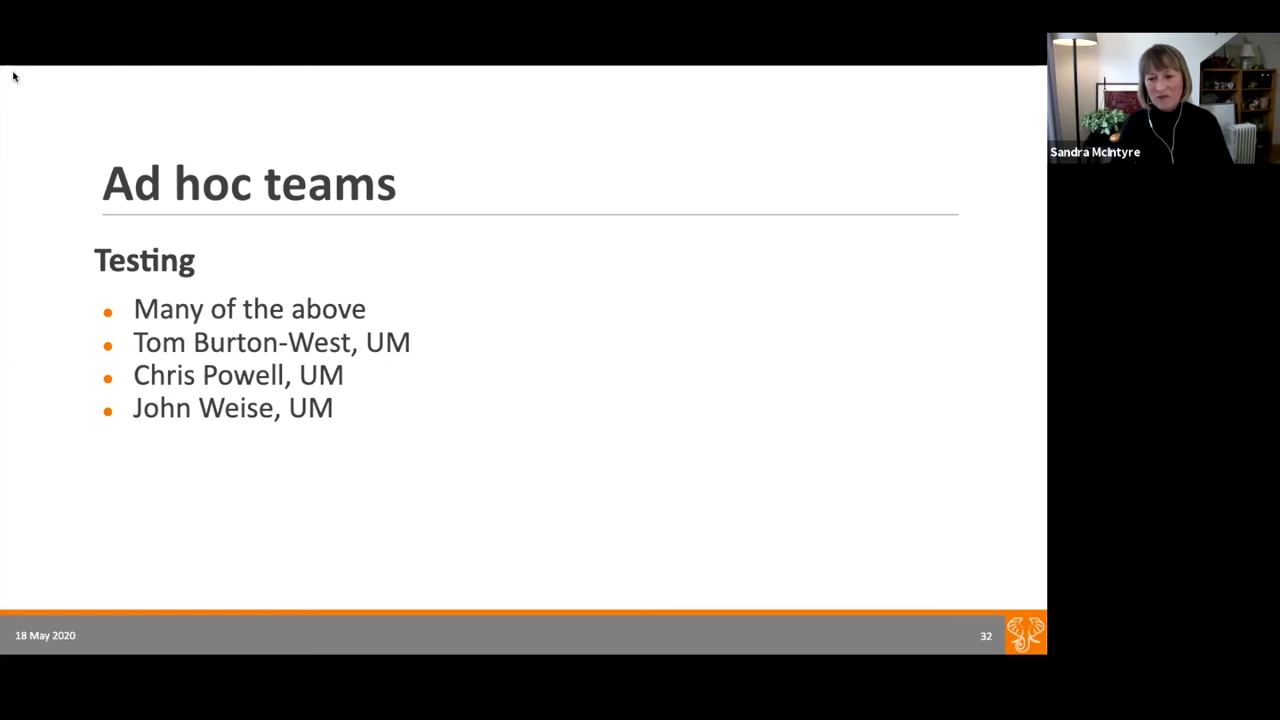 Ad hoc teams
Testing
Many of the above
Tom Burton-West, UM
Chris Powell, UM
John Weise, UM
18 May 2020
32
Sandra McIntyre